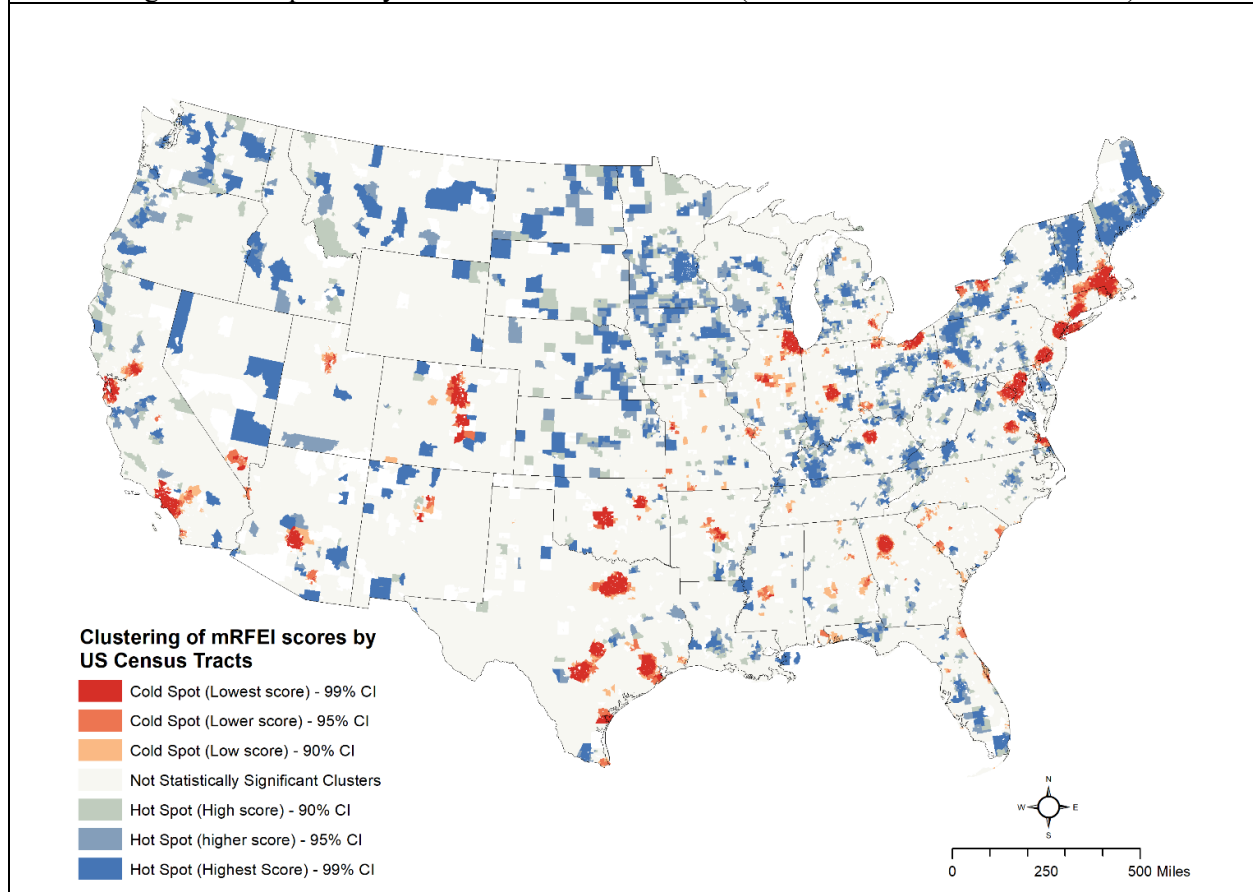 Clustering of mRFEI scores by
US Census Tracts
Cold Spot (Lowest score) - 99% CI
Cold Spot (Lower score) - 95% CI
Cold Spot (Low score) - 90% CI
Not Statistically Significant Clusters
Hot Spot (High score) - 90% CI
Hot Spot (higher score) - 95% CI
Hot Spot (Highest Score) - 99% CI
N
W
E
S
0
250
500 Miles